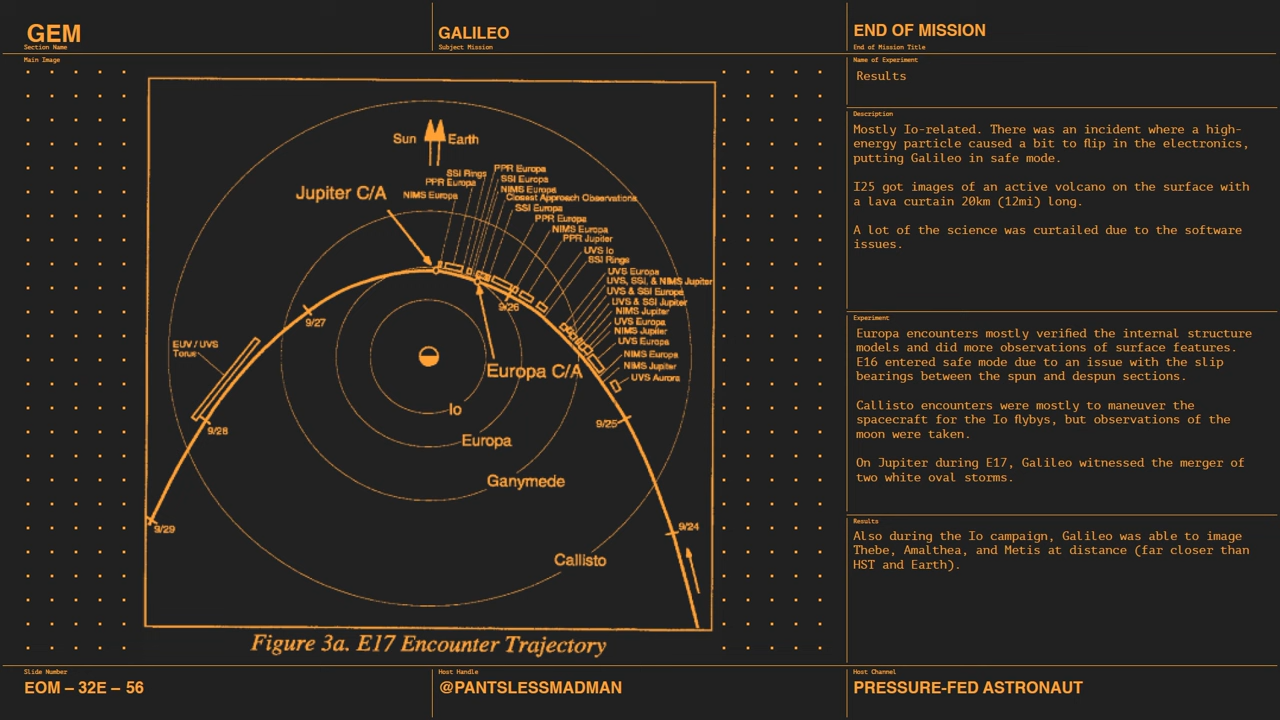 GEM
Section Name
GALILEO
Subject Mission
END OF MISSION
End of Mission Title
Main Image
Sun
Earth
Jupiter C/A
NIMS Europa
PPR Europa
SSI Rings
PPR Europa
SSI Europa
NIMS Europa
Closest Approach Observations
SSI Europa
PPR Europa
NIMS Europa
PPR Jupiter
UVS Io
SSI Rings
UVS Europa
UVS, SSI, & NIMS Jupiter
UVS & SSI Europa
UVS & SSI Jupiter
NIMS Jupiter
UVS Europa
NIMS Jupiter
UVS Europa
NIMS Europa
NIMS Jupiter
UVS Aurora
9/26
9/27
EUV / UVS
Torus
Europa C/A
Io
9/25
9/28
Europa
Ganymede
9/29
9/24
Callisto
Figure 3a. E17 Encounter Trajectory
Name of Experiment
Results
Description
Mostly Io-related. There was an incident where a high-
energy particle caused a bit to flip in the electronics,
putting Galileo in safe mode.
I25 got images of an active volcano on the surface with
a lava curtain 20km (12mi) long.
A lot of the science was curtailed due to the software
issues.
Experiment
Europa encounters mostly verified the internal structure
models and did more observations of surface features.
E16 entered safe mode due to an issue with the slip
bearings between the spun and despun sections.
Callisto encounters were mostly to maneuver the
spacecraft for the Io flybys, but observations of the
moon were taken.
On Jupiter during E17, Galileo witnessed the merger of
two white oval storms.
Results
Also during the Io campaign, Galileo was able to image
Thebe, Amalthea, and Metis at distance (far closer than
HST and Earth).
Slide Number
EOM – 32E – 56
Host Handle
@PANTSLESSMADMAN
Host Channel
PRESSURE-FED ASTRONAUT